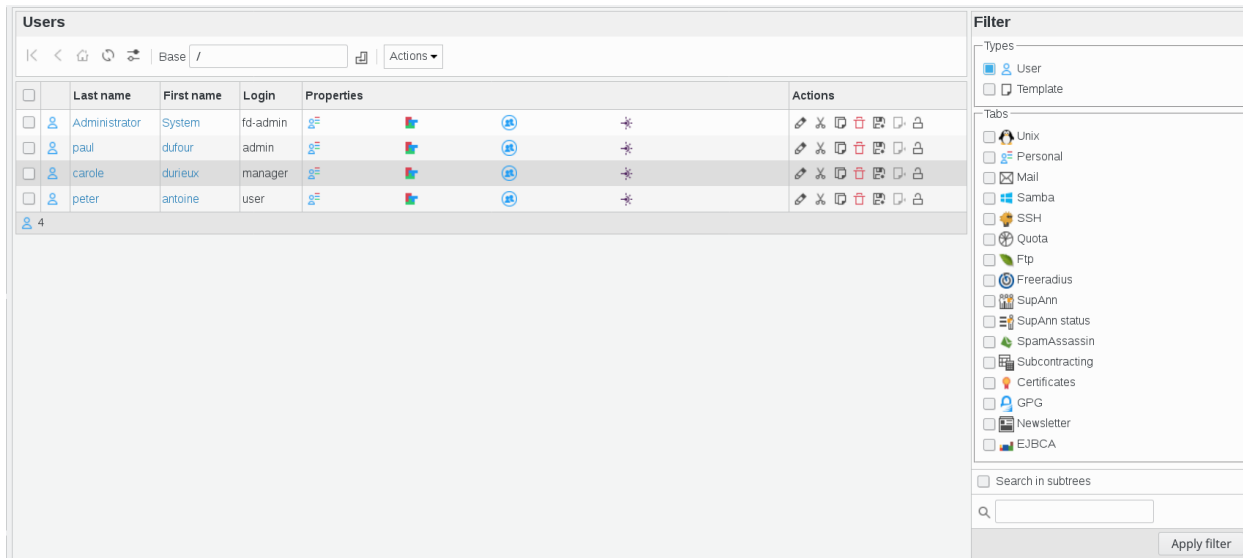 Users
Base /
Actions
Last name First name Login Properties Actions
Administrator System fd-admin
paul dufour admin
carole durieux manager
peter antoine user
4
Filter
Types
User
Template
Tabs
Unix
Personal
Mail
Samba
SSH
Quota
Ftp
Freeradius
SupAnn
SupAnn status
SpamAssassin
Subcontracting
Certificates
GPG
Newsletter
EJBCA
Search in subtrees
Apply filter